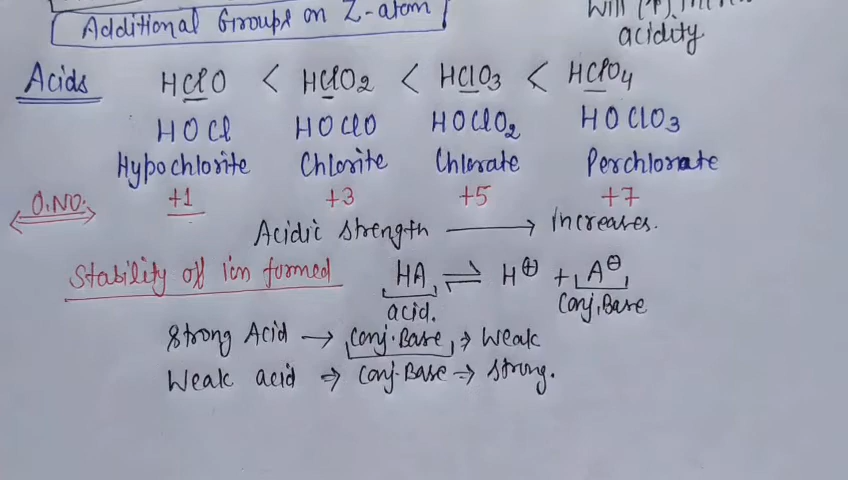 Additional Groups on Z-atom
will (↑)
acidity
Acids HClO < HClO2 < HClO3 < HClO4
HOCl HOClO HOClO2 HOClO3
Hypochlorite Chlorite Chlorate Perchlorate
O.NO. +1 +3 +5 +7
Acidic strength ⟶ increases.
Stability of ion formed HA ⇌ H⊕ + A⊖
acid. Conj. Base
Strong Acid → Conj. Base → Weak
Weak acid ⇒ Conj. Base → strong.